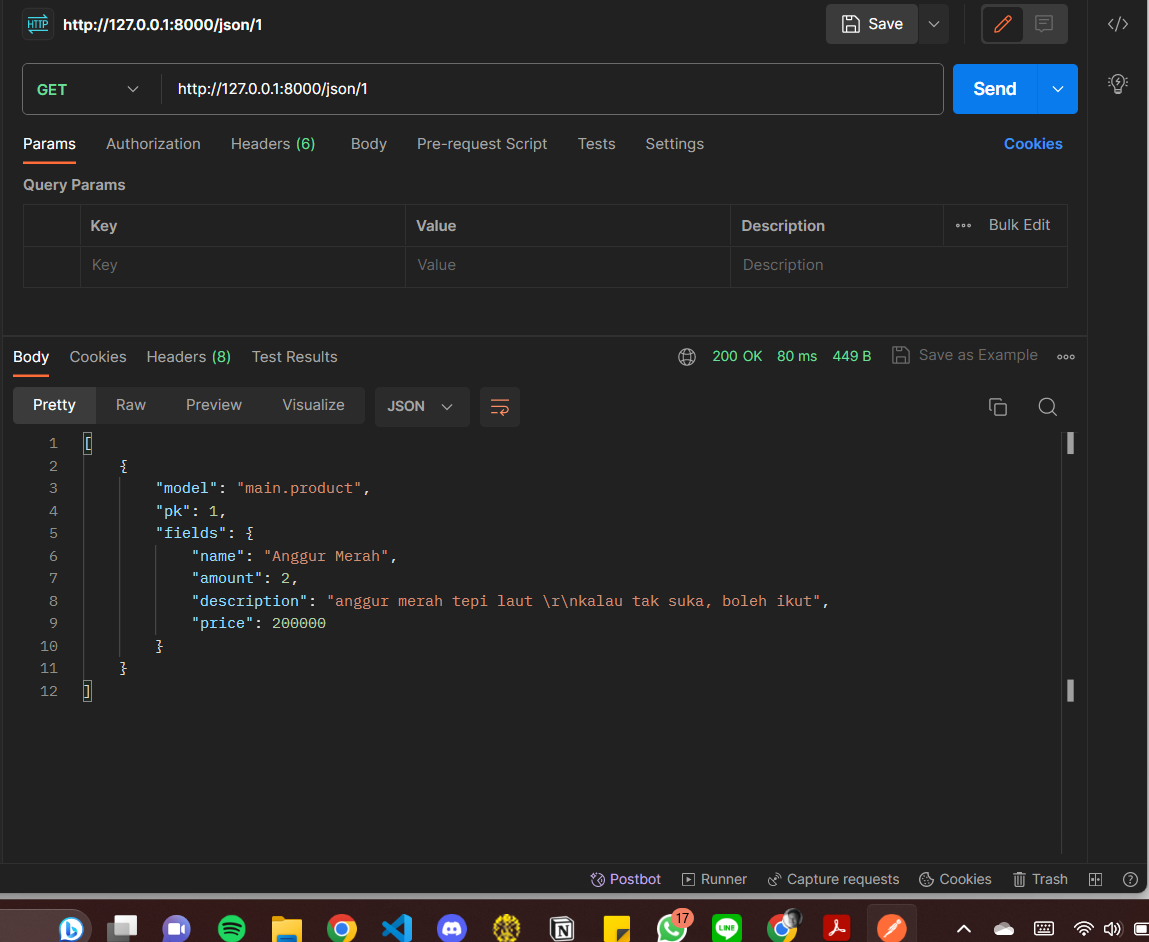 HTTP http://127.0.0.1:8000/json/1 Save
GET http://127.0.0.1:8000/json/1 Send
Params Authorization Headers (6) Body Pre-request Script Tests Settings Cookies
Query Params
Key Value Description Bulk Edit
Key Value Description
Body Cookies Headers (8) Test Results 200 OK 80 ms 449 B Save as Example
Pretty Raw Preview Visualize JSON
1 [
2 {
3 "model": "main.product",
4 "pk": 1,
5 "fields": {
6 "name": "Anggur Merah",
7 "amount": 2,
8 "description": "anggur merah tepi laut \r\nkalau tak suka, boleh ikut",
9 "price": 200000
10 }
11 }
12 ]
Postbot Runner Capture requests Cookies Trash
17
LINE